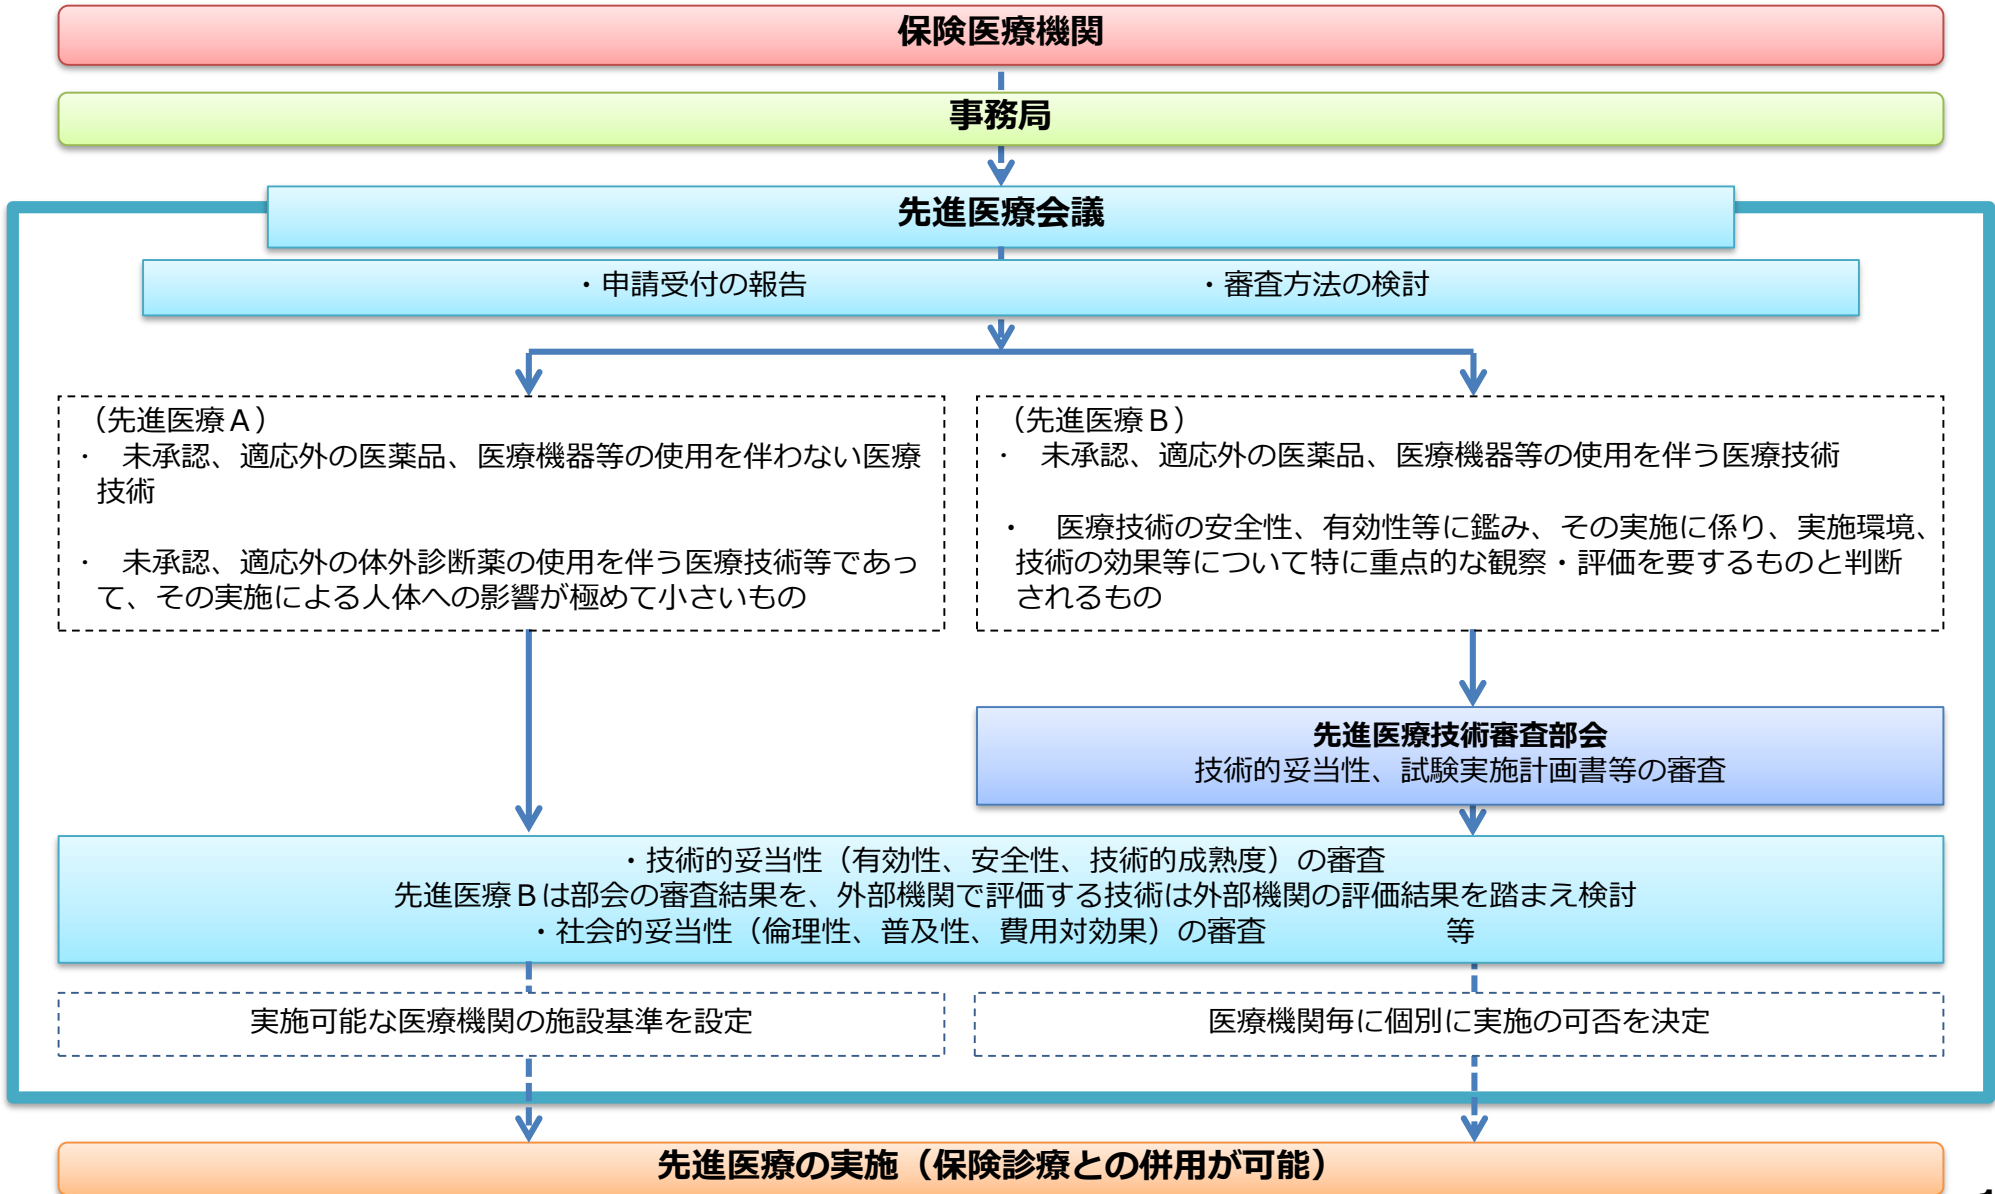 保険医療機関
事務局
先進医療会議
・申請受付の報告　・審査方法の検討
（先進医療Ａ）
・　未承認、適応外の医薬品、医療機器等の使用を伴わない医療
技術
・　未承認、適応外の体外診断薬の使用を伴う医療技術等であっ
て、その実施による人体への影響が極めて小さいもの
（先進医療Ｂ）
・　未承認、適応外の医薬品、医療機器等の使用を伴う医療技術
・　医療技術の安全性、有効性等に鑑み、その実施に係り、実施環境、
技術の効果等について特に重点的な観察・評価を要するものと判断
されるもの
先進医療技術審査部会
技術的妥当性、試験実施計画書等の審査
・技術的妥当性（有効性、安全性、技術的成熟度）の審査
先進医療Ｂは部会の審査結果を、外部機関で評価する技術は外部機関の評価結果を踏まえ検討
・社会的妥当性（倫理性、普及性、費用対効果）の審査　等
実施可能な医療機関の施設基準を設定
医療機関毎に個別に実施の可否を決定
先進医療の実施（保険診療との併用が可能）